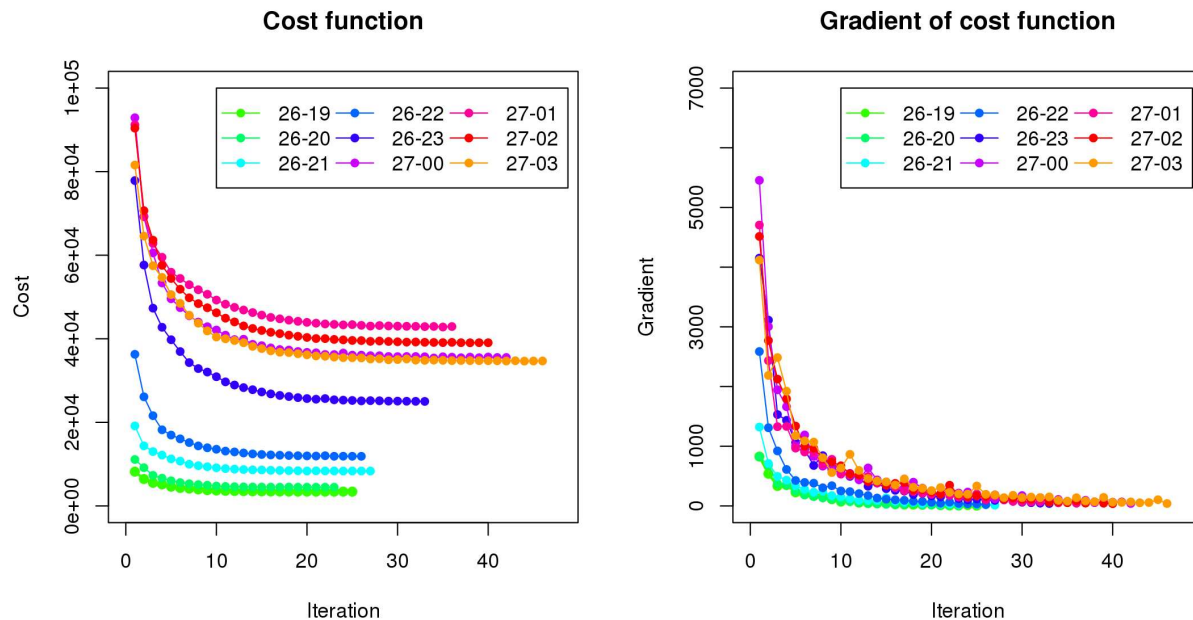 Cost function
1e+05
8e+04
6e+04
4e+04
2e+04
0e+00
Cost
26-19 26-22 27-01
26-20 26-23 27-02
26-21 27-00 27-03
0 10 20 30 40
Iteration
Gradient of cost function
7000
5000
3000
1000
0
Gradient
26-19 26-22 27-01
26-20 26-23 27-02
26-21 27-00 27-03
0 10 20 30 40
Iteration